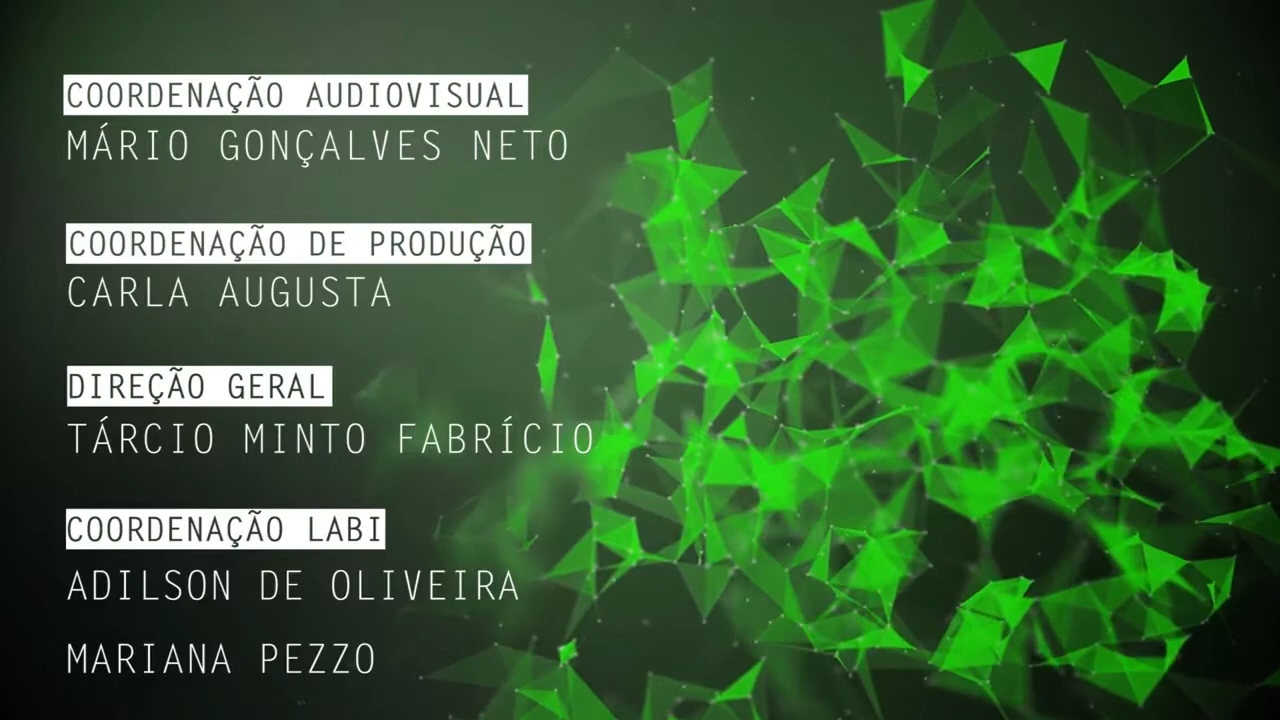 COORDENAÇÃO AUDIOVISUAL
MÁRIO GONÇALVES NETO
COORDENAÇÃO DE PRODUÇÃO
CARLA AUGUSTA
DIREÇÃO GERAL
TÁRCIO MINTO FABRÍCIO
COORDENAÇÃO LABI
ADILSON DE OLIVEIRA
MARIANA PEZZO